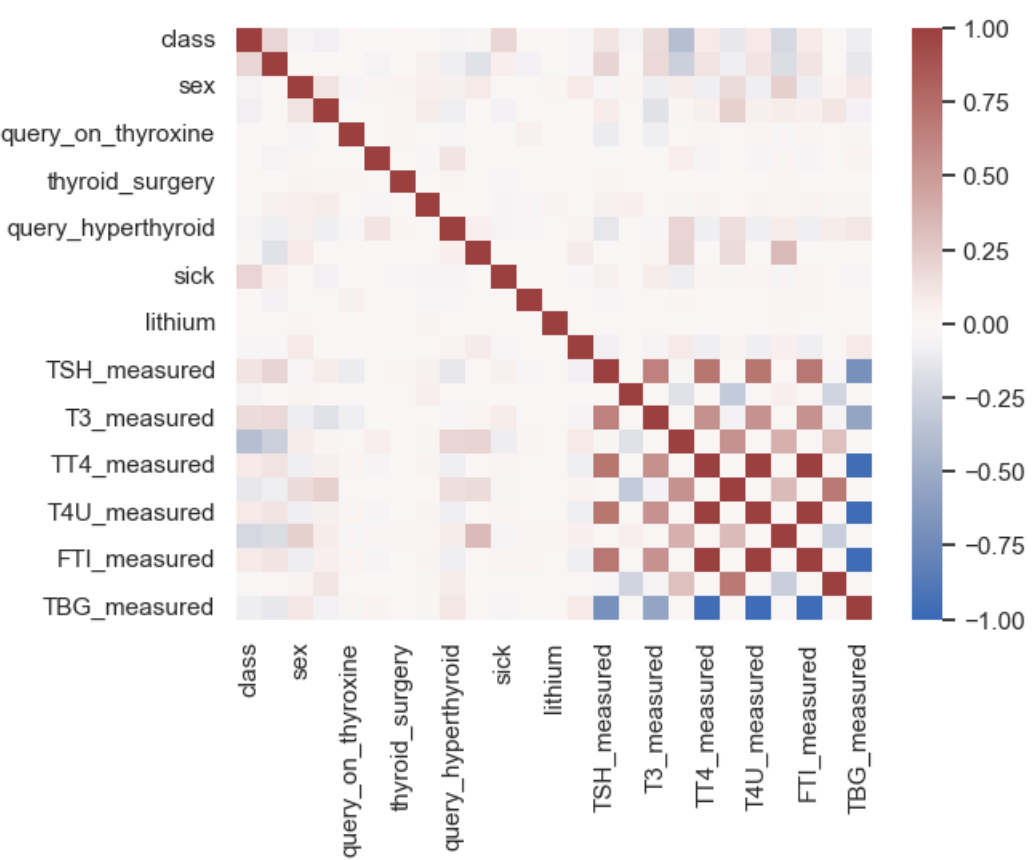 class
sex
query_on_thyroxine
thyroid_surgery
query_hyperthyroid
sick
lithium
TSH_measured
T3_measured
TT4_measured
T4U_measured
FTI_measured
TBG_measured
class
sex
query_on_thyroxine
thyroid_surgery
query_hyperthyroid
sick
lithium
TSH_measured
T3_measured
TT4_measured
T4U_measured
FTI_measured
TBG_measured
1.00
0.75
0.50
0.25
0.00
−0.25
−0.50
−0.75
−1.00